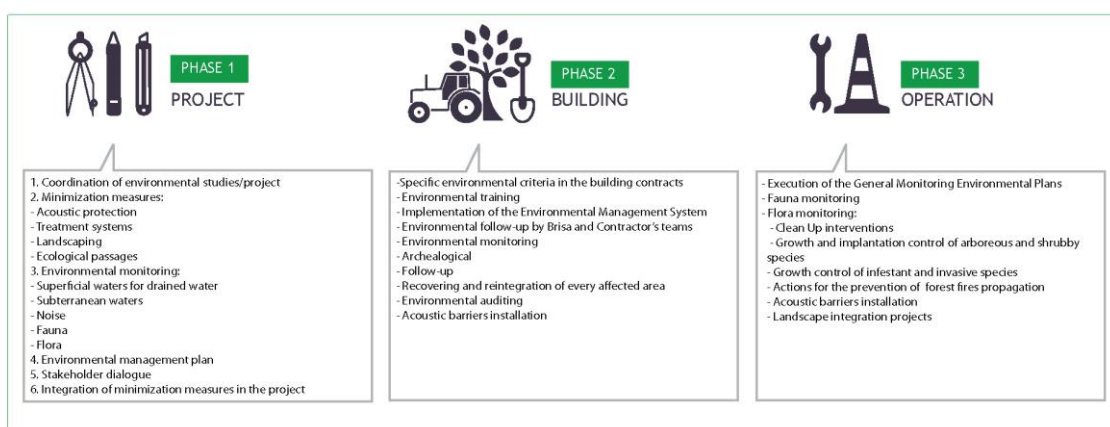 PHASE 1
PROJECT
1. Coordination of environmental studies/project
2. Minimization measures:
- Acoustic protection
- Treatment systems
- Landscaping
- Ecological passages
3. Environmental monitoring:
- Superficial waters for drained water
- Subterranean waters
- Noise
- Fauna
- Flora
4. Environmental management plan
5. Stakeholder dialogue
6. Integration of minimization measures in the project
PHASE 2
BUILDING
-Specific environmental criteria in the building contracts
- Environmental training
- Implementation of the Environmental Management System
- Environmental follow-up by Brisa and Contractor's teams
- Environmental monitoring
- Archealogical
- Follow-up
- Recovering and reintegration of every affected area
- Environmental auditing
- Acoustic barriers installation
PHASE 3
OPERATION
- Execution of the General Monitoring Environmental Plans
- Fauna monitoring
- Flora monitoring:
- Clean Up interventions
- Growth and implantation control of arboreous and shrubby
species
- Growth control of infestant and invasive species
- Actions for the prevention of forest fires propagation
- Acoustic barriers installation
- Landscape integration projects